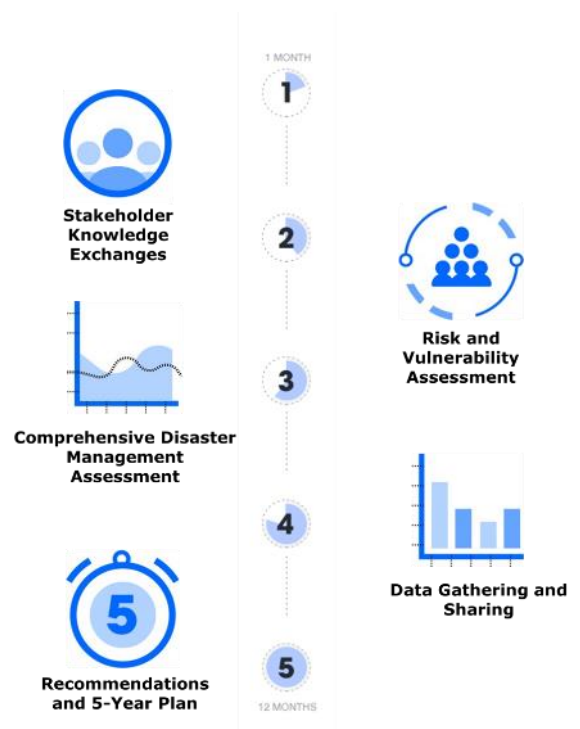 1 MONTH
1
Stakeholder
Knowledge
Exchanges
2
Risk and
Vulnerability
Assessment
3
Comprehensive Disaster
Management
Assessment
4
Data Gathering and
Sharing
5
Recommendations
and 5-Year Plan
5
12 MONTHS